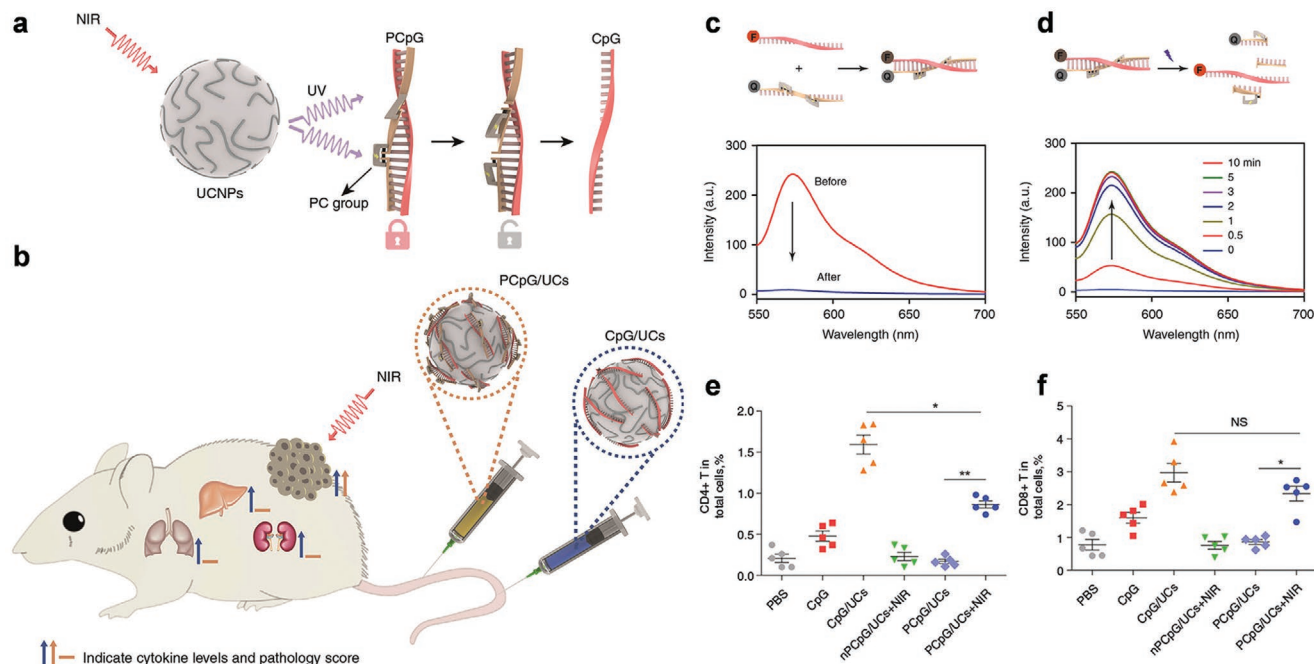 a
NIR
UCNPs
UV
PCpG
CpG
PC group
b
PCpG/UCs
CpG/UCs
NIR
Indicate cytokine levels and pathology score
c
F
+
Q
F
Q
300
200
100
0
Intensity (a.u.)
Before
After
550 600 650 700
Wavelength (nm)
d
F
Q
Q
F
300
200
100
0
Intensity (a.u.)
10 min
5
3
2
1
0.5
0
550 600 650 700
Wavelength (nm)
e
2.0
1.5
1.0
0.5
0.0
CD4+ T in
total cells,%
*
**
PBS
CpG
CpG/UCs
nPCpG/UCs+NIR
PCpG/UCs
PCpG/UCs+NIR
f
5
4
3
2
1
0
CD8+ T in
total cells,%
NS
*
PBS
CpG
CpG/UCs
nPCpG/UCs+NIR
PCpG/UCs
PCpG/UCs+NIR